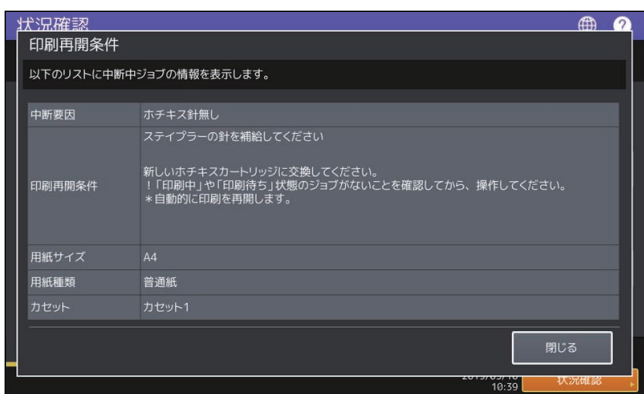 状況確認
印刷再開条件
以下のリストに中断中ジョブの情報を表示します。
中断要因 ホチキス針無し
印刷再開条件 ステイプラーの針を補給してください
新しいホチキスカートリッジに交換してください。
!「印刷中」や「印刷待ち」状態のジョブがないことを確認してから、操作してください。
*自動的に印刷を再開します。
用紙サイズ A4
用紙種類 普通紙
カセット カセット1
閉じる
10:39
状況確認